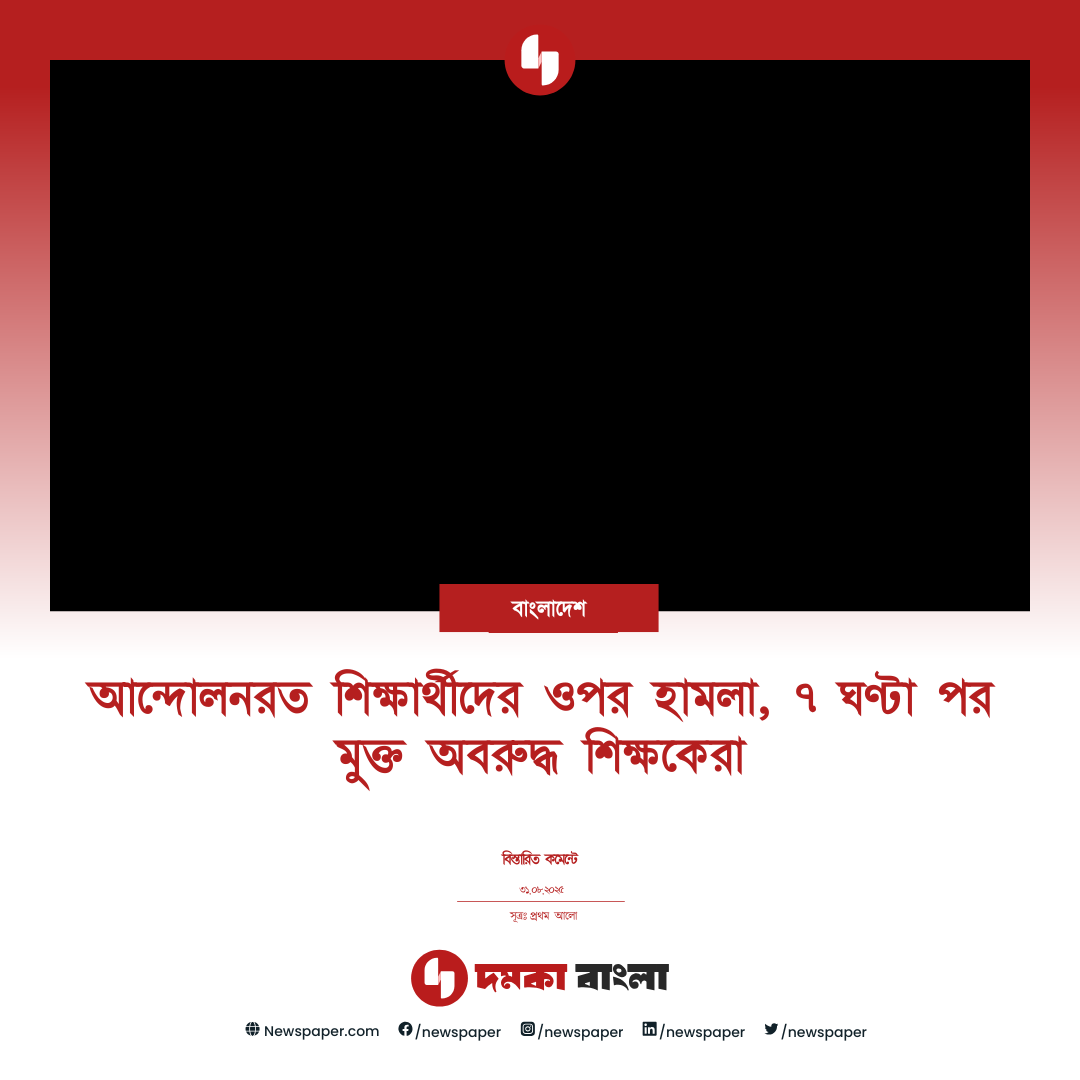 বাংলাদেশ
আন্দোলনরত শিক্ষার্থীদের ওপর হামলা, ৭ ঘণ্টা পর
মুক্ত অবরুদ্ধ শিক্ষকেরা
বিস্তারিত কমেন্টে
৩১.০৮.২০২৫
সূত্রঃ প্রথম আলো
দমকা বাংলা
Newspaper.com /newspaper /newspaper /newspaper /newspaper